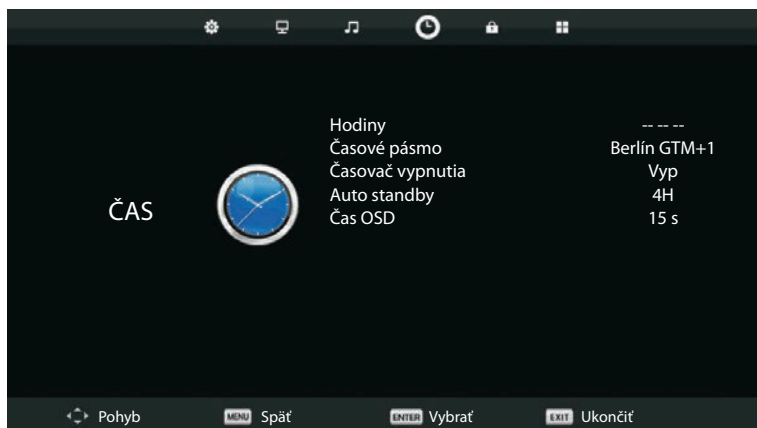 Hodiny -- -- --
Časové pásmo Berlín GTM+1
Časovač vypnutia Vyp
Auto standby 4H
Čas OSD 15 s
ČAS
Pohyb MENU Späť ENTER Vybrať EXIT Ukončiť